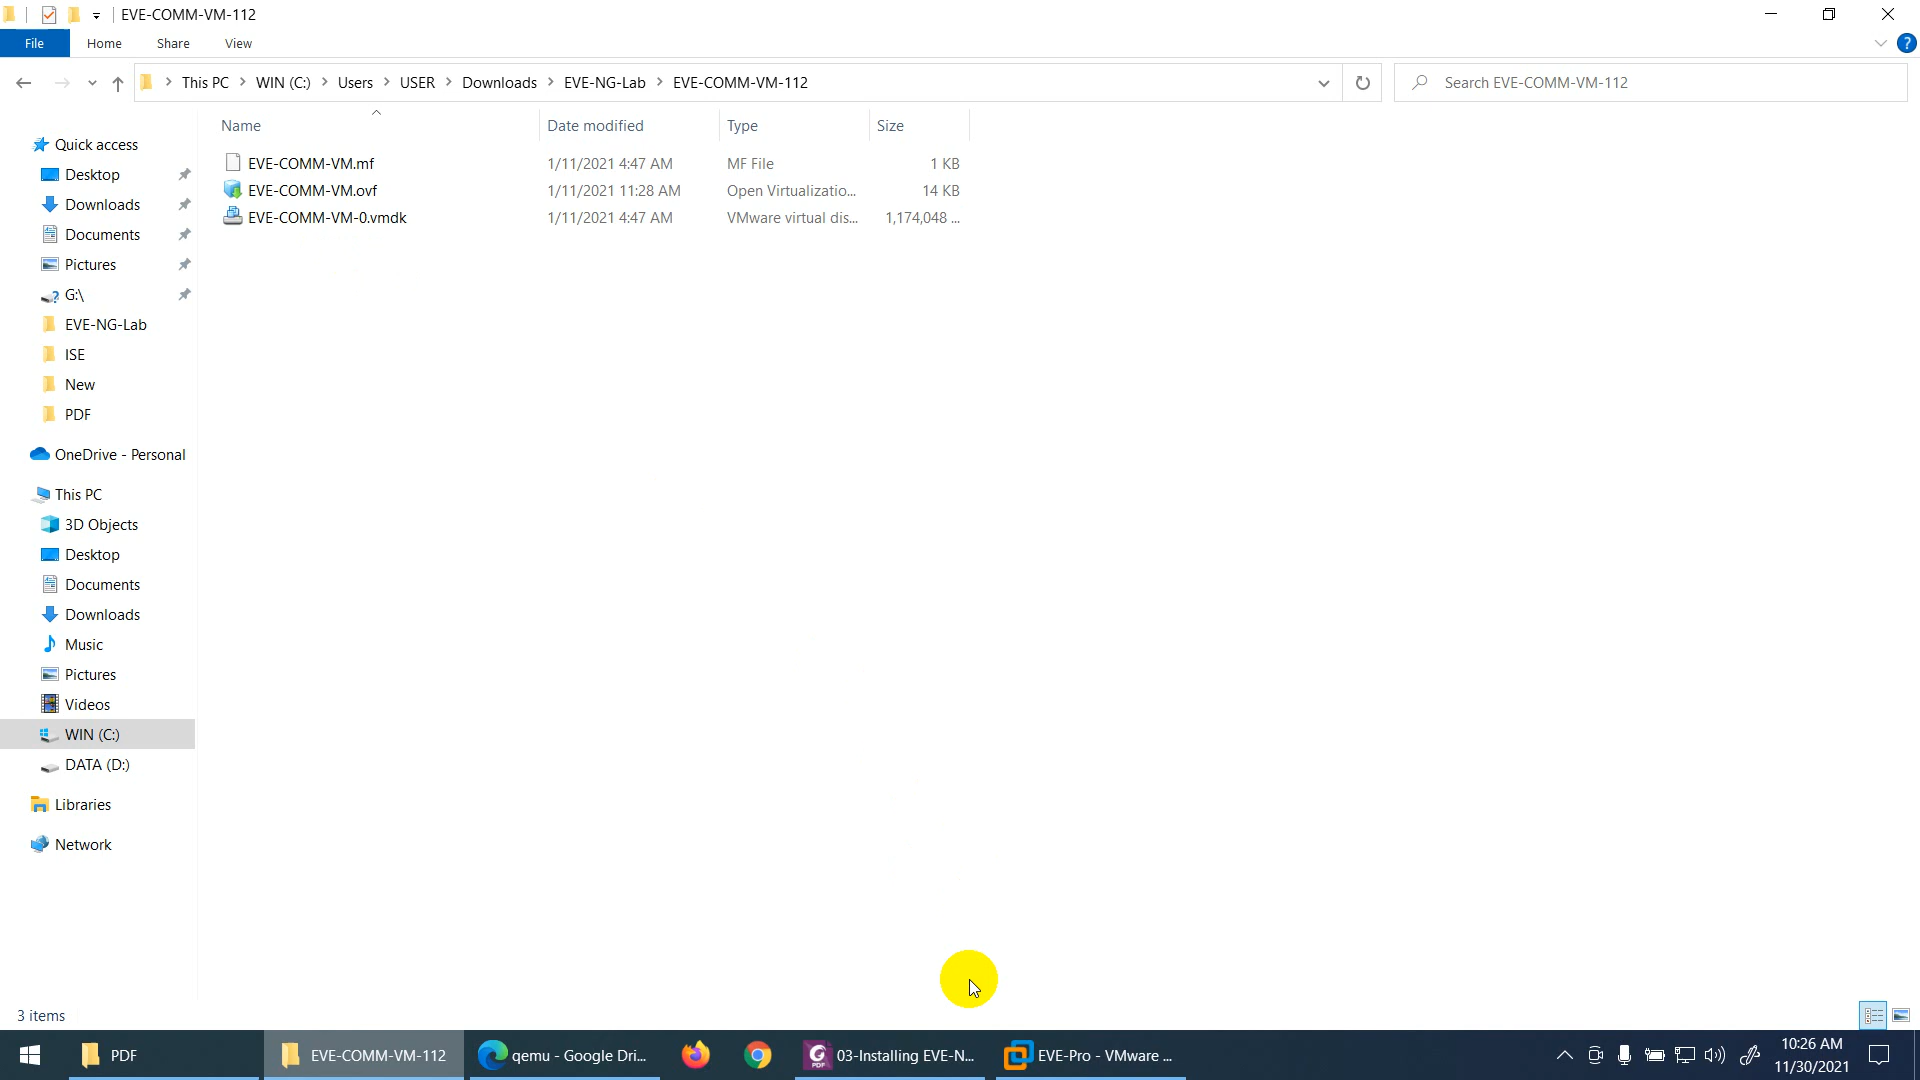 EVE-COMM-VM-112
File Home Share View
This PC WIN (C:) Users USER Downloads EVE-NG-Lab EVE-COMM-VM-112
Search EVE-COMM-VM-112
Name Date modified Type Size
EVE-COMM-VM.mf 1/11/2021 4:47 AM MF File 1 KB
EVE-COMM-VM.ovf 1/11/2021 11:28 AM Open Virtualizatio... 14 KB
EVE-COMM-VM-0.vmdk 1/11/2021 4:47 AM VMware virtual dis... 1,174,048 ...
Quick access
Desktop
Downloads
Documents
Pictures
G:\
EVE-NG-Lab
ISE
New
PDF
OneDrive - Personal
This PC
3D Objects
Desktop
Documents
Downloads
Music
Pictures
Videos
WIN (C:)
DATA (D:)
Libraries
Network
3 items
PDF EVE-COMM-VM-112 qemu - Google Dri... 03-Installing EVE-N... EVE-Pro - VMware ...
10:26 AM
11/30/2021